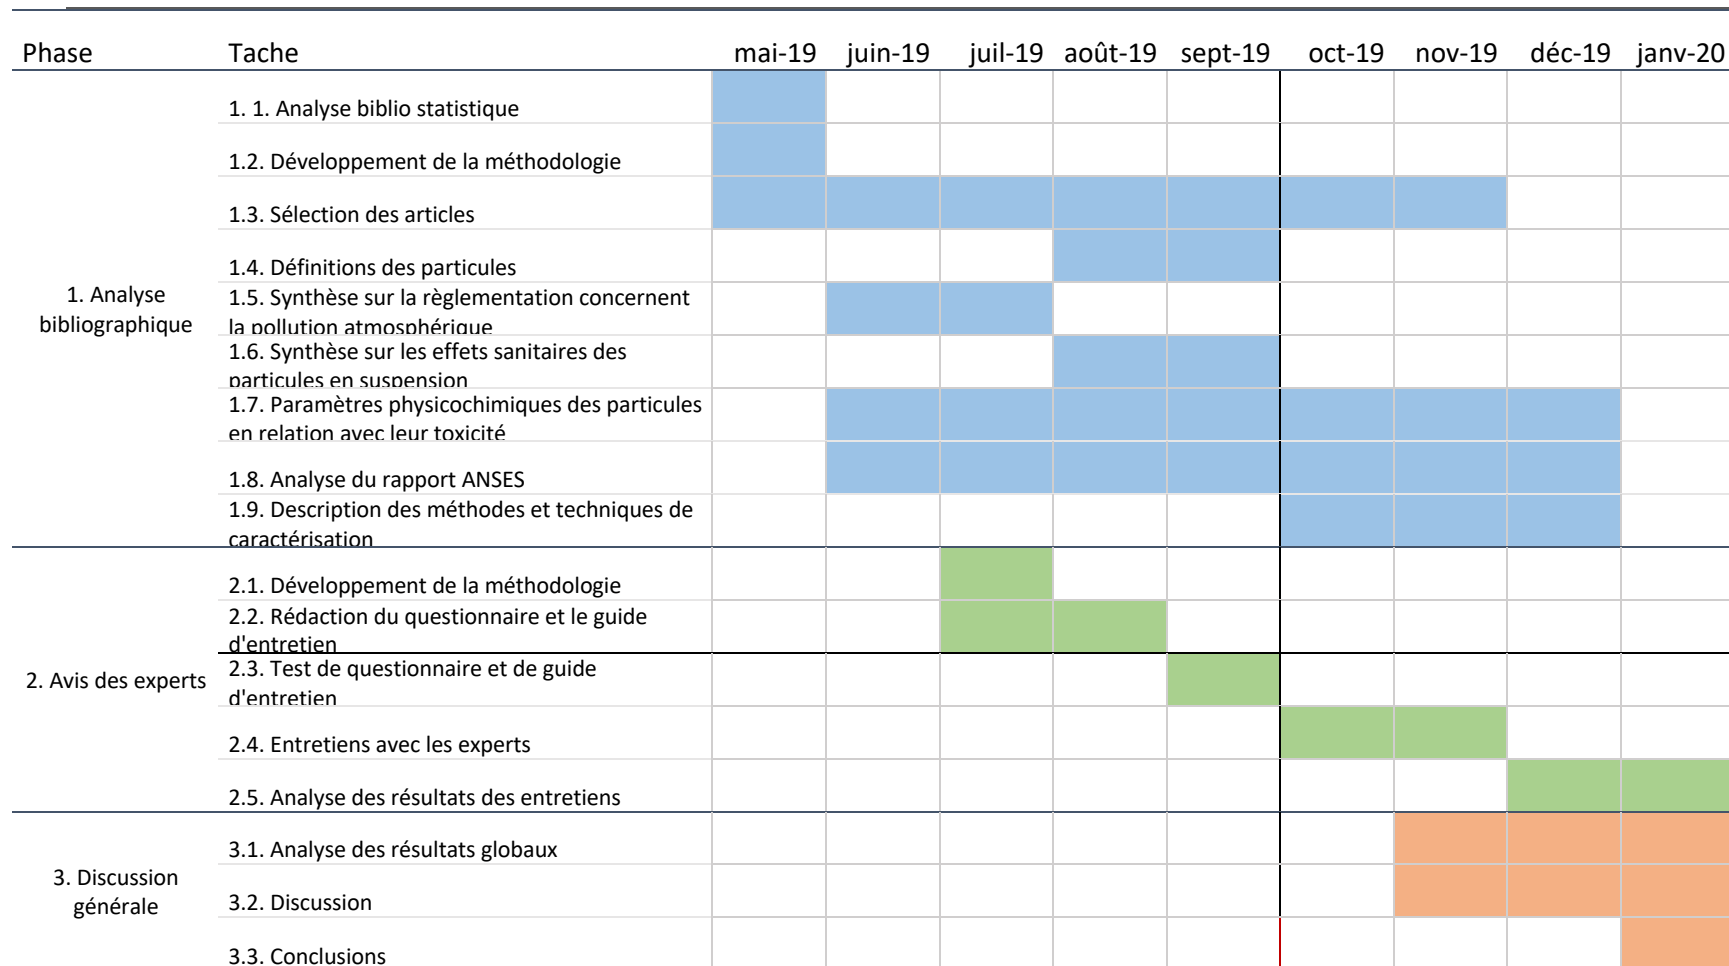 Phase Tache mai-19 juin-19 juil-19 août-19 sept-19 oct-19 nov-19 déc-19 janv-20
1. Analyse
bibliographique
1. 1. Analyse biblio statistique
1.2. Développement de la méthodologie
1.3. Sélection des articles
1.4. Définitions des particules
1.5. Synthèse sur la règlementation concernent
la pollution atmosphérique
1.6. Synthèse sur les effets sanitaires des
particules en suspension
1.7. Paramètres physicochimiques des particules
en relation avec leur toxicité
1.8. Analyse du rapport ANSES
1.9. Description des méthodes et techniques de
caractérisation
2. Avis des experts
2.1. Développement de la méthodologie
2.2. Rédaction du questionnaire et le guide
d'entretien
2.3. Test de questionnaire et de guide
d'entretien
2.4. Entretiens avec les experts
2.5. Analyse des résultats des entretiens
3. Discussion
générale
3.1. Analyse des résultats globaux
3.2. Discussion
3.3. Conclusions